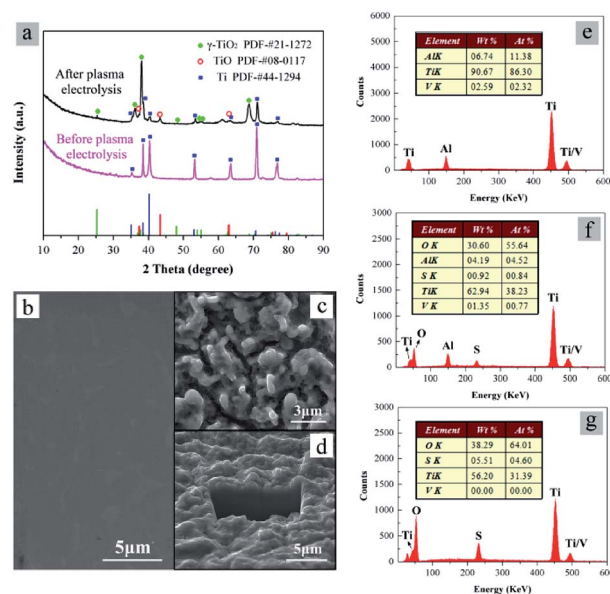 a
γ-TiO₂ PDF-#21-1272
TiO PDF-#08-0117
Ti PDF-#44-1294
After plasma
electrolysis
Before plasma
electrolysis
Intensity (a.u.)
10 20 30 40 50 60 70 80 90
2 Theta (degree)
b
5μm
c
3μm
d
5μm
e
6000
5000
4000
3000
2000
1000
0
Counts
Element Wt % At %
AlK 06.74 11.38
TiK 90.67 86.30
V K 02.59 02.32
Ti
Al
Ti
Ti/V
0 100 200 300 400 500 600
Energy (KeV)
f
3000
2500
2000
1500
1000
500
0
Counts
Element Wt % At %
O K 30.60 55.64
AlK 04.19 04.52
S K 00.92 00.84
TiK 62.94 38.23
V K 01.35 00.77
Ti
O
Al
S
Ti
Ti/V
0 100 200 300 400 500 600
Energy (KeV)
g
3000
2500
2000
1500
1000
500
0
Counts
Element Wt % At %
O K 38.29 64.01
S K 05.51 04.60
TiK 56.20 31.39
V K 00.00 00.00
Ti
O
S
Ti
Ti/V
0 100 200 300 400 500 600
Energy (KeV)